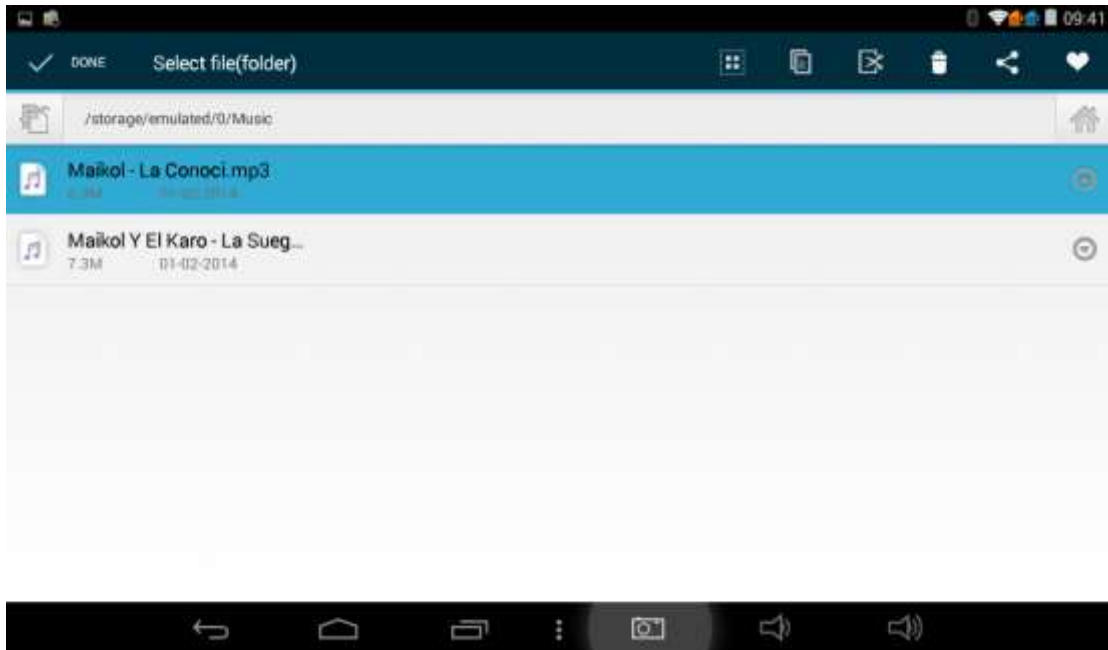 09:41
DONE Select file(folder)
/storage/emulated/0/Music
Maikol - La Conoci.mp3
Maikol Y El Karo - La Sueg...
7.3M 01-02-2014